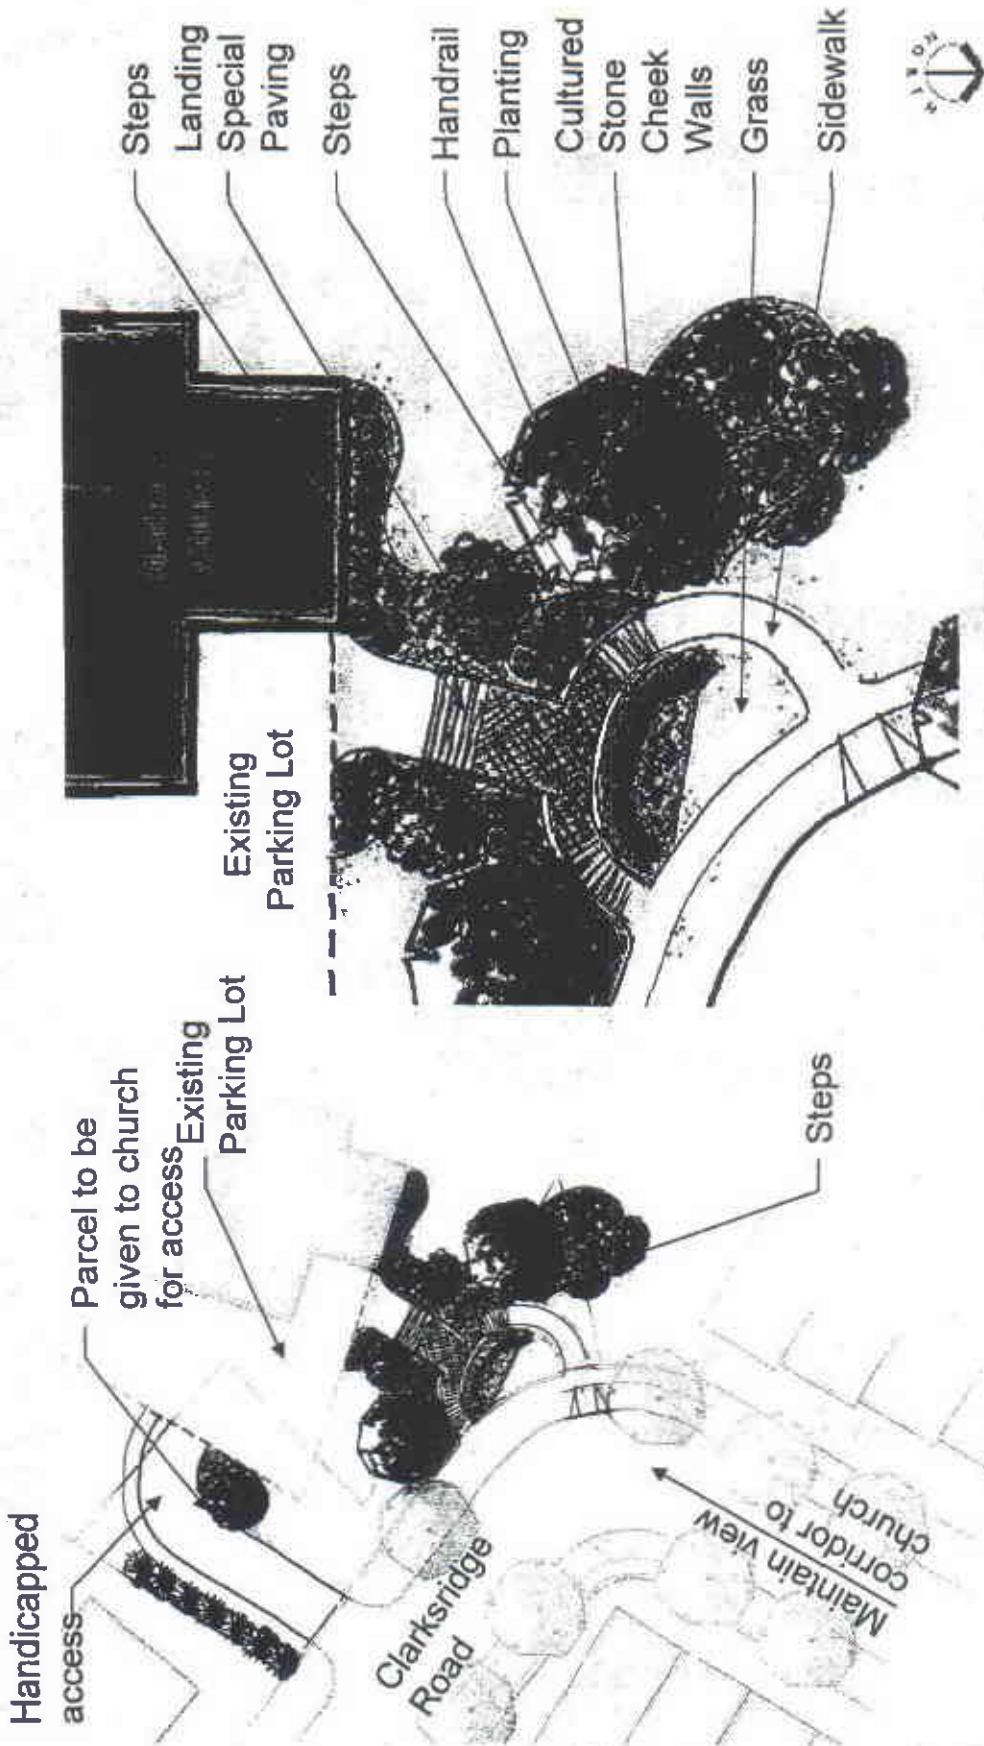 Handicapped
access
Parcel to be
given to church
for access
Existing
Parking Lot
Clarksridge
Road
Maintain view
corridor to
church
Steps
Existing
Parking Lot
Steps
Landing
Special
Paving
Steps
Handrail
Planting
Cultured
Stone
Cheek
Walls
Grass
Sidewalk
NORTH